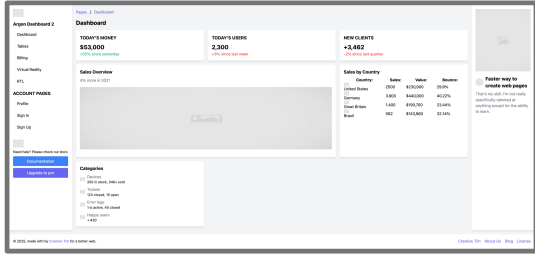 Argon Dashboard 2
Dashboard
Tables
Billing
Virtual Reality
RTL
ACCOUNT PAGES
Profile
Sign In
Sign Up
Need help? Please check our docs
Documentation
Upgrade to pro
Pages / Dashboard
Dashboard
TODAY'S MONEY
$53,000
+55% since yesterday
TODAY'S USERS
2,300
+3% since last week
NEW CLIENTS
+3,462
-2% since last quarter
Sales Overview
4% more in 2021
Sales by Country
Country: Sales: Value: Bounce:
United States 2500 $230,900 29.9%
Germany 3.900 $440,000 40.22%
Great Britain 1.400 $190,700 23.44%
Brasil 562 $143,960 32.14%
Categories
Devices
250 in stock, 346+ sold
Tickets
123 closed, 15 open
Error logs
1 is active, 40 closed
Happy users
+ 430
Faster way to
create web pages
That's my skill. I'm not really
specifically talented at
anything except for the ability
to learn.
© 2025, made with by Creative Tim for a better web.
Creative Tim About Us Blog License